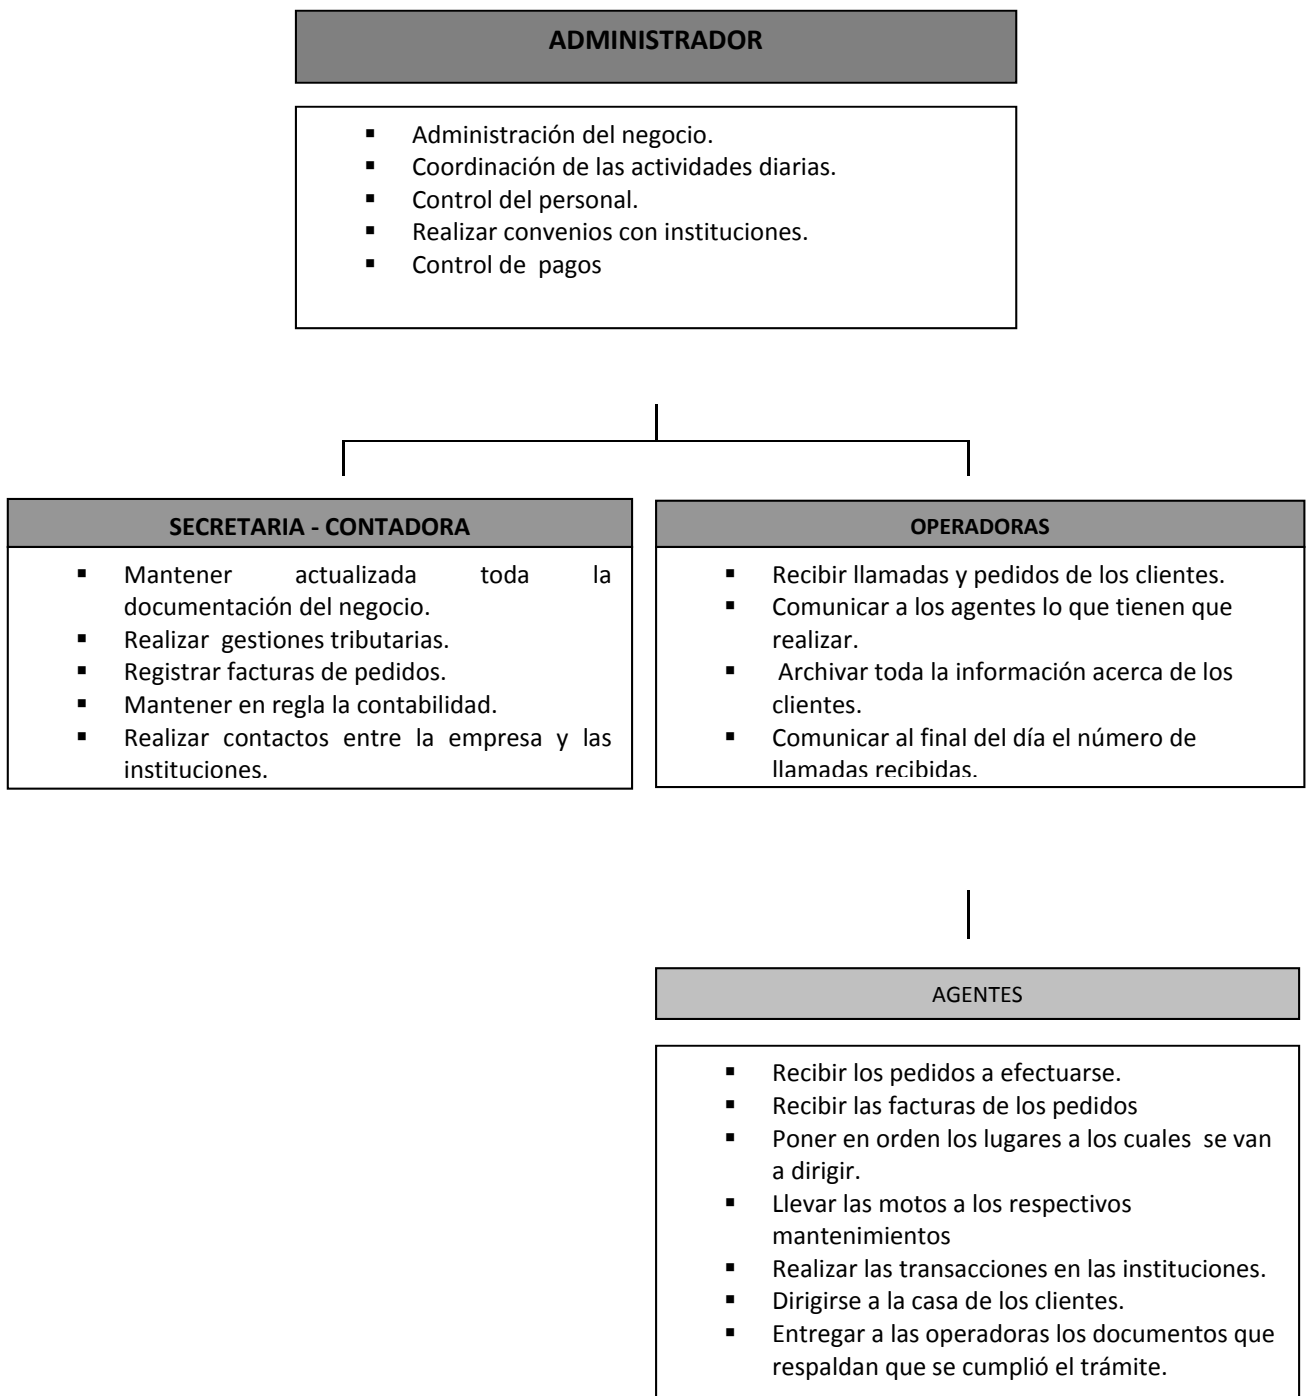 ADMINISTRADOR
▪ Administración del negocio.
▪ Coordinación de las actividades diarias.
▪ Control del personal.
▪ Realizar convenios con instituciones.
▪ Control de  pagos
SECRETARIA - CONTADORA
▪ Mantener actualizada toda la
documentación del negocio.
▪ Realizar  gestiones tributarias.
▪ Registrar facturas de pedidos.
▪ Mantener en regla la contabilidad.
▪ Realizar contactos entre la empresa y las
instituciones.
OPERADORAS
▪ Recibir llamadas y pedidos de los clientes.
▪ Comunicar a los agentes lo que tienen que
realizar.
▪ Archivar toda la información acerca de los
clientes.
▪ Comunicar al final del día el número de
llamadas recibidas.
AGENTES
▪ Recibir los pedidos a efectuarse.
▪ Recibir las facturas de los pedidos
▪ Poner en orden los lugares a los cuales  se van
a dirigir.
▪ Llevar las motos a los respectivos
mantenimientos
▪ Realizar las transacciones en las instituciones.
▪ Dirigirse a la casa de los clientes.
▪ Entregar a las operadoras los documentos que
respaldan que se cumplió el trámite.